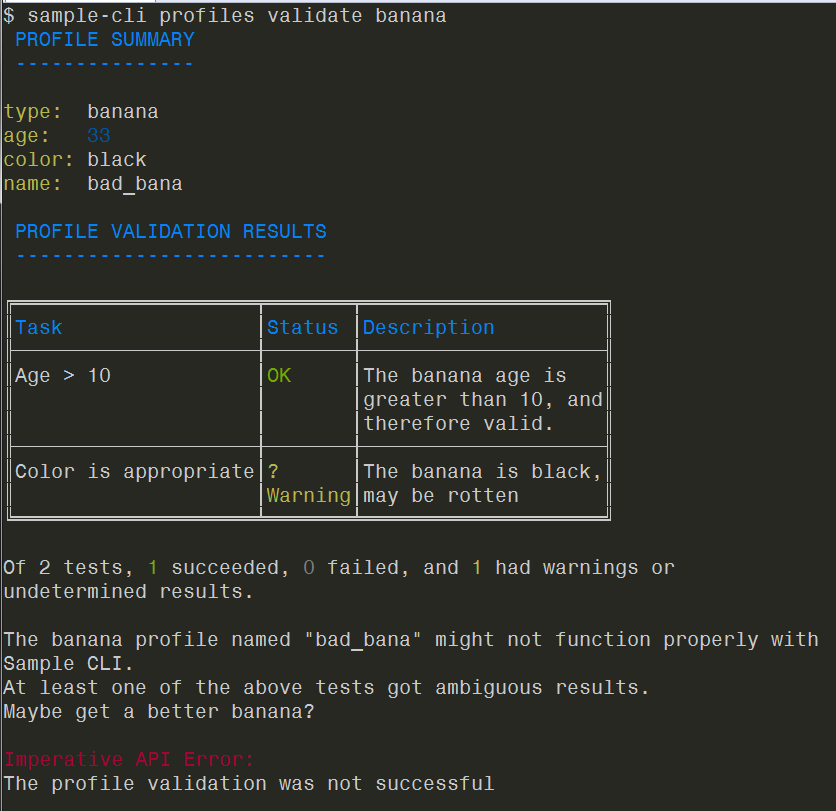 $ sample-cli profiles validate banana
PROFILE SUMMARY
---------------
type: banana
age: 33
color: black
name: bad_bana
PROFILE VALIDATION RESULTS
--------------------------
Task Status Description
Age > 10 OK The banana age is
greater than 10, and
therefore valid.
Color is appropriate ? The banana is black,
Warning may be rotten
Of 2 tests, 1 succeeded, 0 failed, and 1 had warnings or
undetermined results.
The banana profile named "bad_bana" might not function properly with
Sample CLI.
At least one of the above tests got ambiguous results.
Maybe get a better banana?
Imperative API Error:
The profile validation was not successful